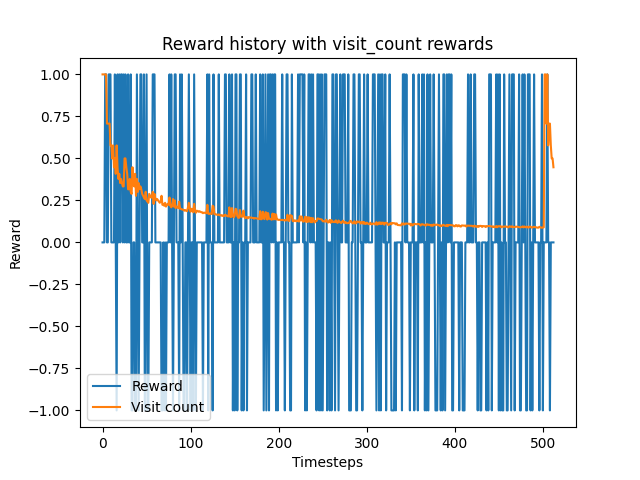 Reward history with visit_count rewards
1.00
0.75
0.50
0.25
0.00
−0.25
−0.50
−0.75
−1.00
Reward
Reward
Visit count
0 100 200 300 400 500
Timesteps